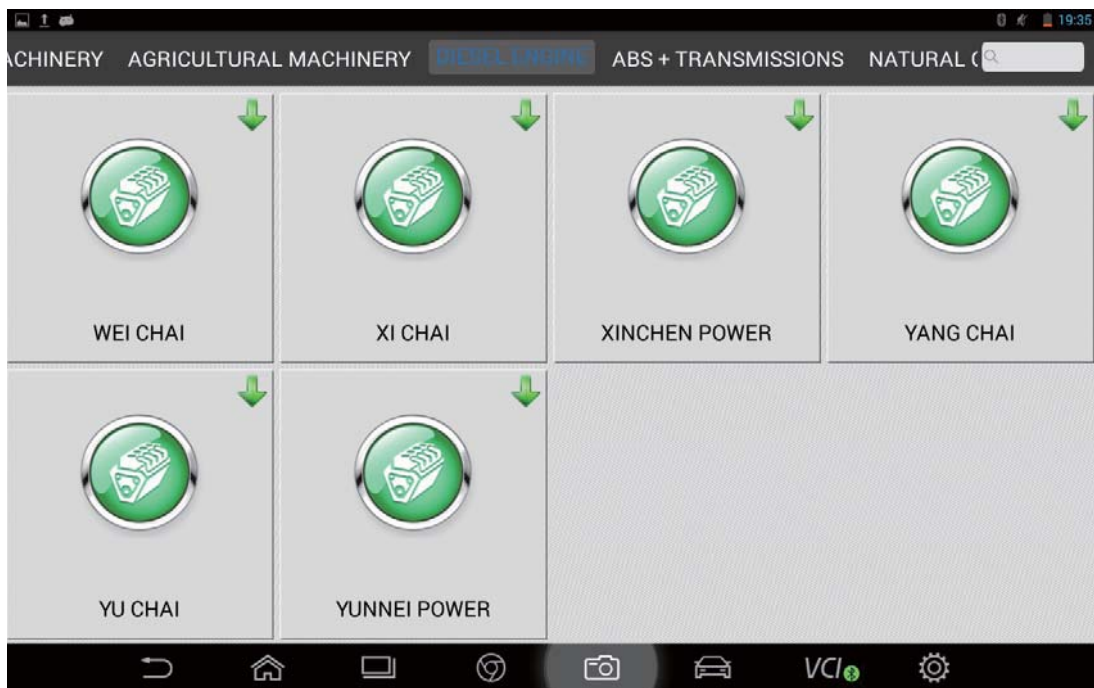 19:35
ACHINERY AGRICULTURAL MACHINERY DIESEL ENGINE ABS + TRANSMISSIONS NATURAL
WEI CHAI XI CHAI XINCHEN POWER YANG CHAI
YU CHAI YUNNEI POWER
VCI